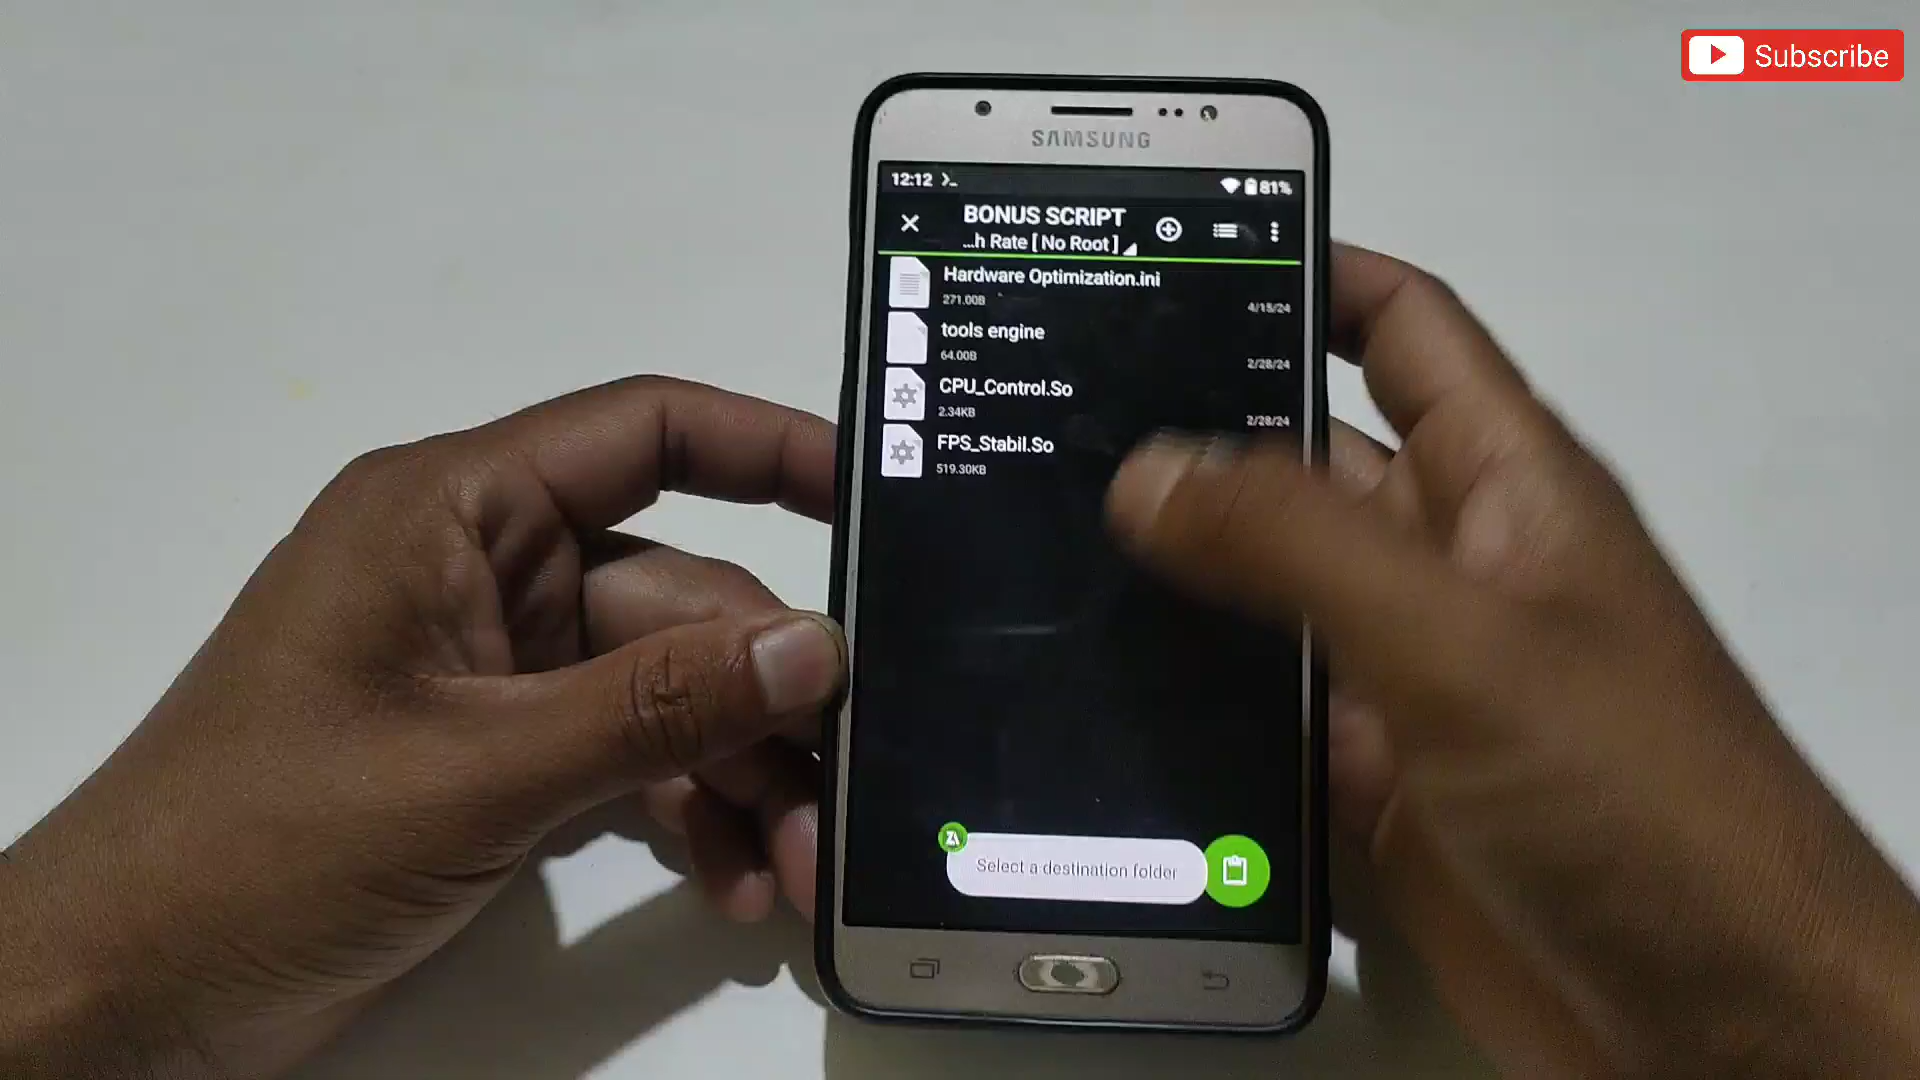 Subscribe
SAMSUNG
12:12
81%
BONUS SCRIPT
...h Rate [ No Root ]
Hardware Optimization.ini
271.00B
4/15/24
tools engine
64.00B
2/28/24
CPU_Control.So
2.34KB
2/28/24
FPS_Stabil.So
519.30KB
ZA
Select a destination folder